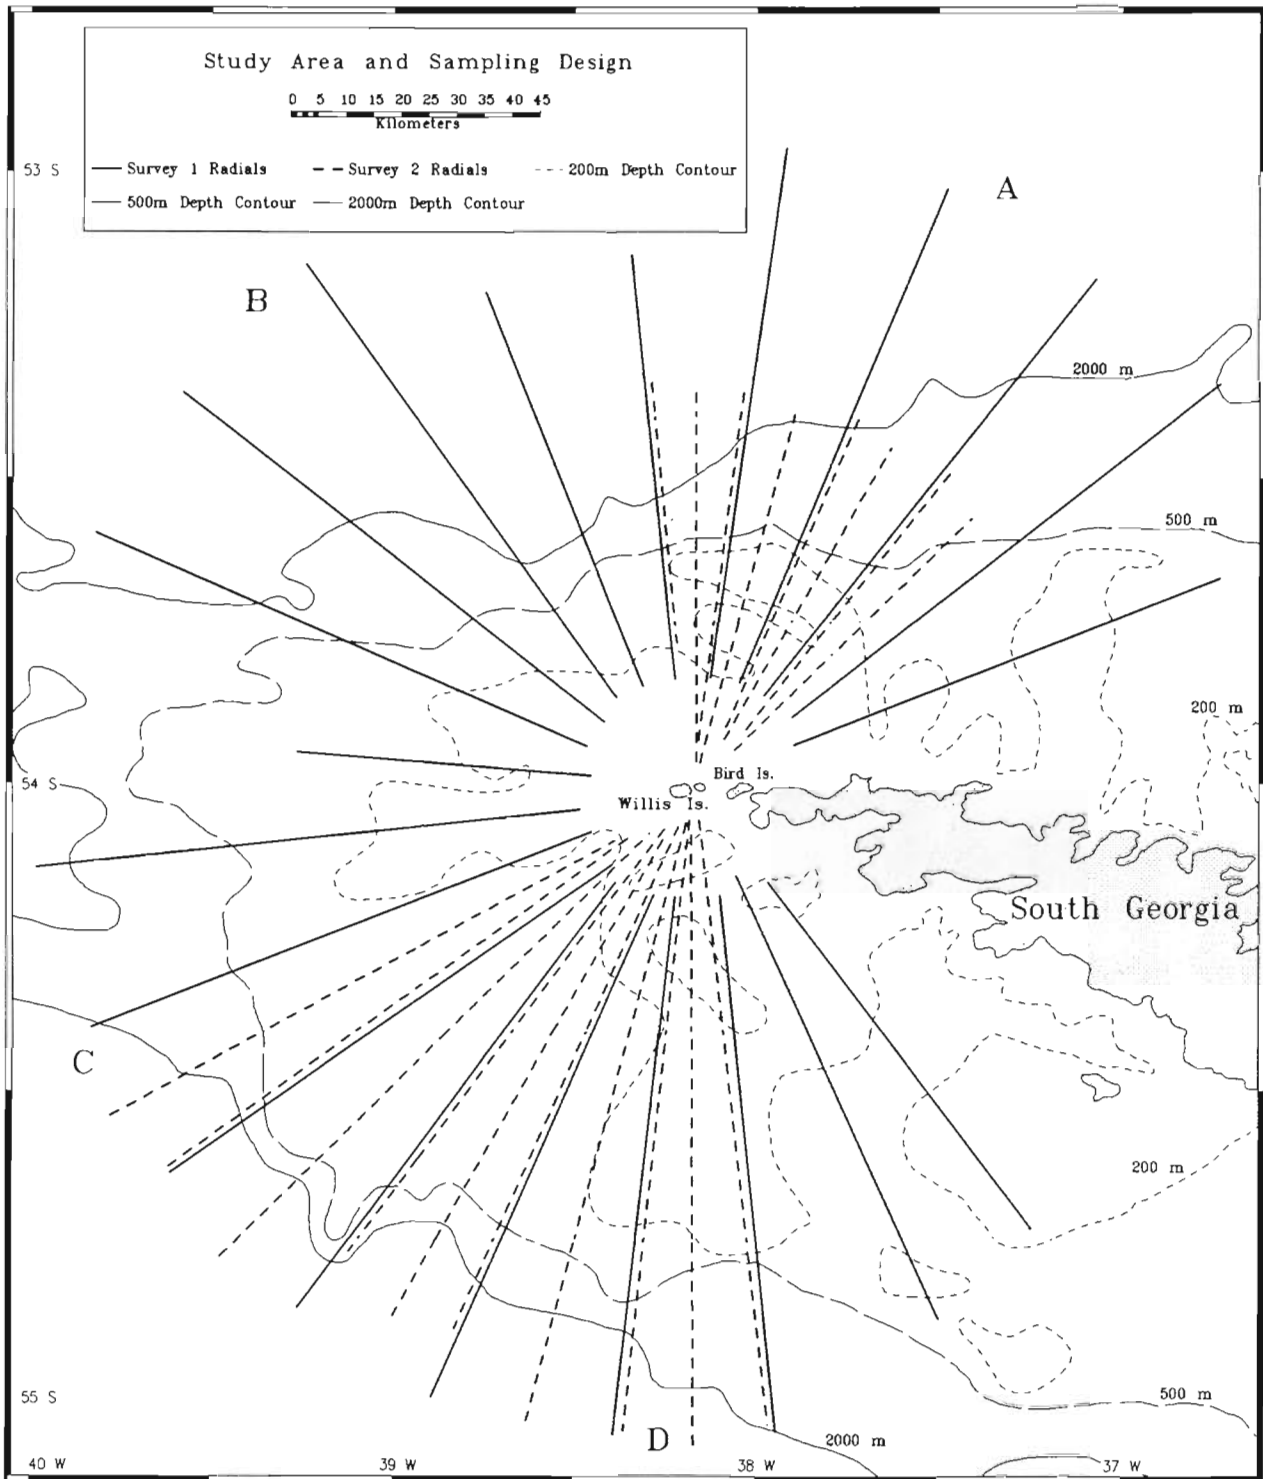 Study Area and Sampling Design
0 5 10 15 20 25 30 35 40 45
Kilometers
Survey 1 Radials
Survey 2 Radials
200m Depth Contour
500m Depth Contour
2000m Depth Contour
53 S
A
B
2000 m
500 m
200 m
54 S
Bird Is.
Willis Is.
South Georgia
C
200 m
55 S
500 m
D
2000 m
40 W
39 W
38 W
37 W